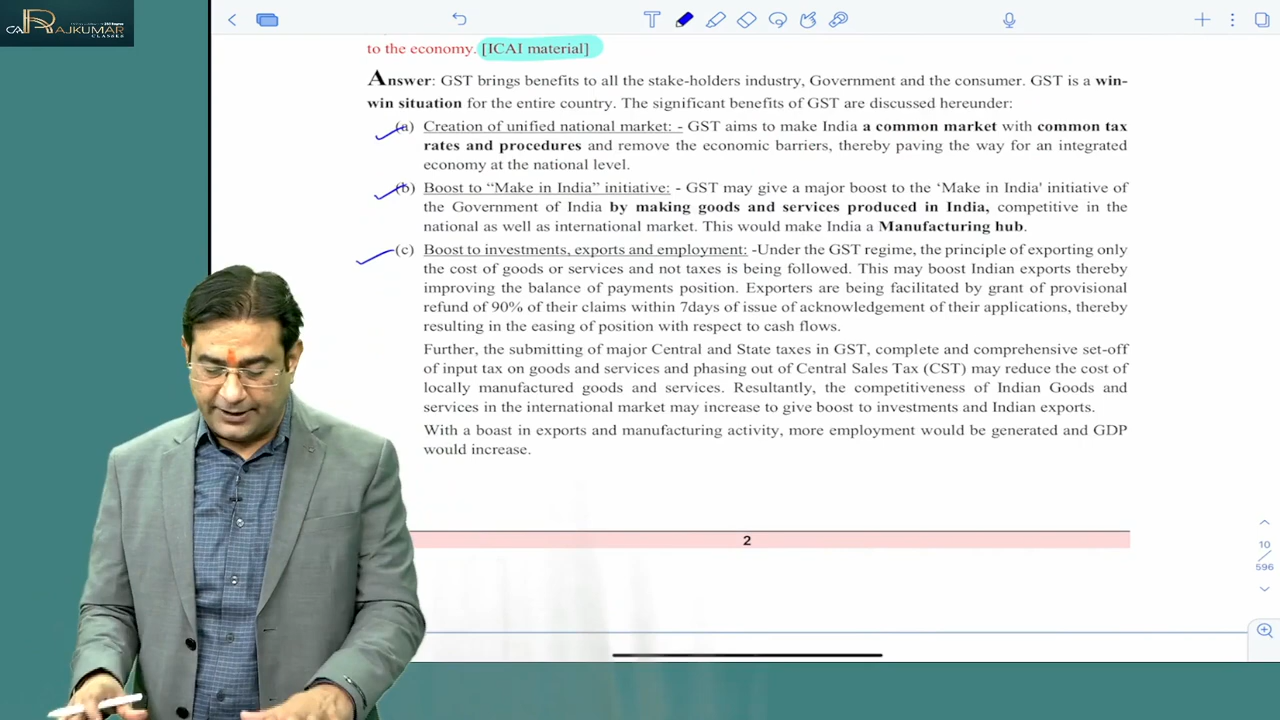 CA RAJKUMAR
CLASSES
to the economy. [ICAI material]
Answer: GST brings benefits to all the stake-holders industry, Government and the consumer. GST is a win-
win situation for the entire country. The significant benefits of GST are discussed hereunder:
(a) Creation of unified national market: - GST aims to make India a common market with common tax
rates and procedures and remove the economic barriers, thereby paving the way for an integrated
economy at the national level.
(b) Boost to “Make in India” initiative: - GST may give a major boost to the ‘Make in India' initiative of
the Government of India by making goods and services produced in India, competitive in the
national as well as international market. This would make India a Manufacturing hub.
(c) Boost to investments, exports and employment: -Under the GST regime, the principle of exporting only
the cost of goods or services and not taxes is being followed. This may boost Indian exports thereby
improving the balance of payments position. Exporters are being facilitated by grant of provisional
refund of 90% of their claims within 7days of issue of acknowledgement of their applications, thereby
resulting in the easing of position with respect to cash flows.
Further, the submitting of major Central and State taxes in GST, complete and comprehensive set-off
of input tax on goods and services and phasing out of Central Sales Tax (CST) may reduce the cost of
locally manufactured goods and services. Resultantly, the competitiveness of Indian Goods and
services in the international market may increase to give boost to investments and Indian exports.
With a boast in exports and manufacturing activity, more employment would be generated and GDP
would increase.
2
10
596